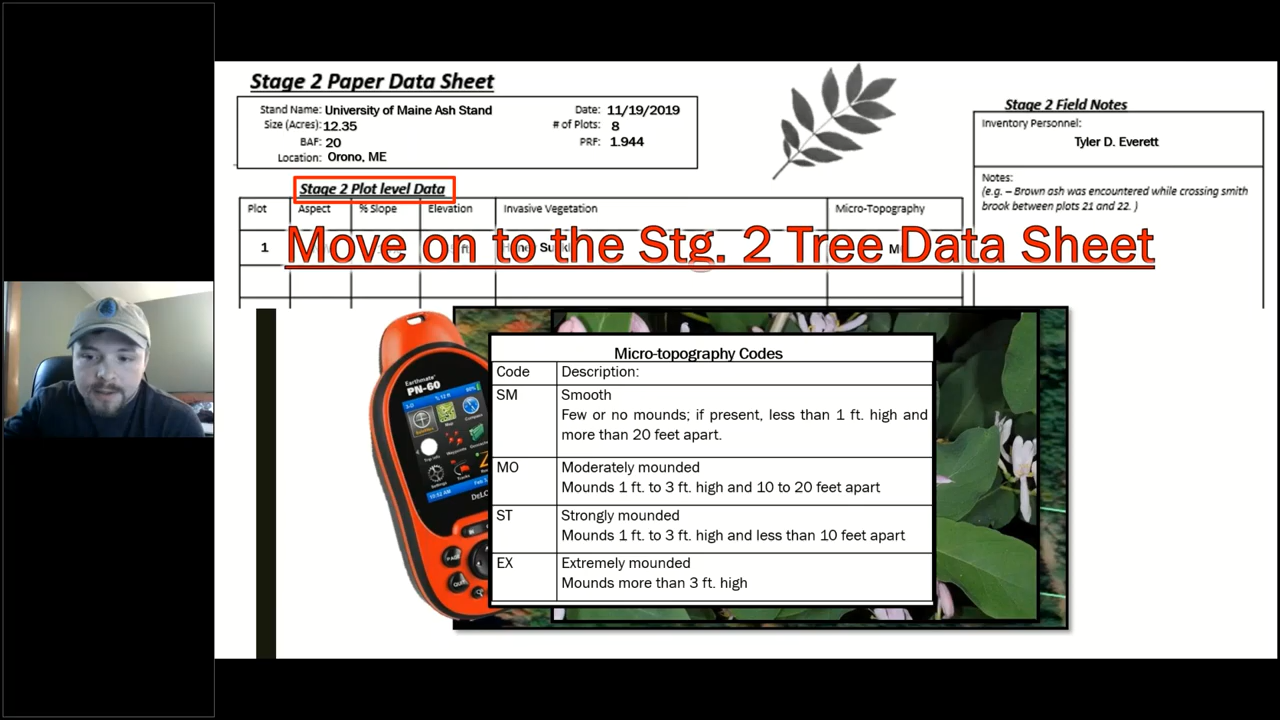 Stage 2 Paper Data Sheet
Stand Name: University of Maine Ash Stand
Date: 11/19/2019
Size (Acres): 12.35
# of Plots: 8
BAF: 20
PRF: 1.944
Location: Orono, ME
Stage 2 Field Notes
Inventory Personnel:
Tyler D. Everett
Notes:
(e.g. – Brown ash was encountered while crossing smith
brook between plots 21 and 22. )
Stage 2 Plot level Data
Plot Aspect % Slope Elevation Invasive Vegetation Micro-Topography
1
Move on to the Stg. 2 Tree Data Sheet
Earthmate
PN-60
Micro-topography Codes
Code Description:
SM Smooth
Few or no mounds; if present, less than 1 ft. high and
more than 20 feet apart.
MO Moderately mounded
Mounds 1 ft. to 3 ft. high and 10 to 20 feet apart
ST Strongly mounded
Mounds 1 ft. to 3 ft. high and less than 10 feet apart
EX Extremely mounded
Mounds more than 3 ft. high